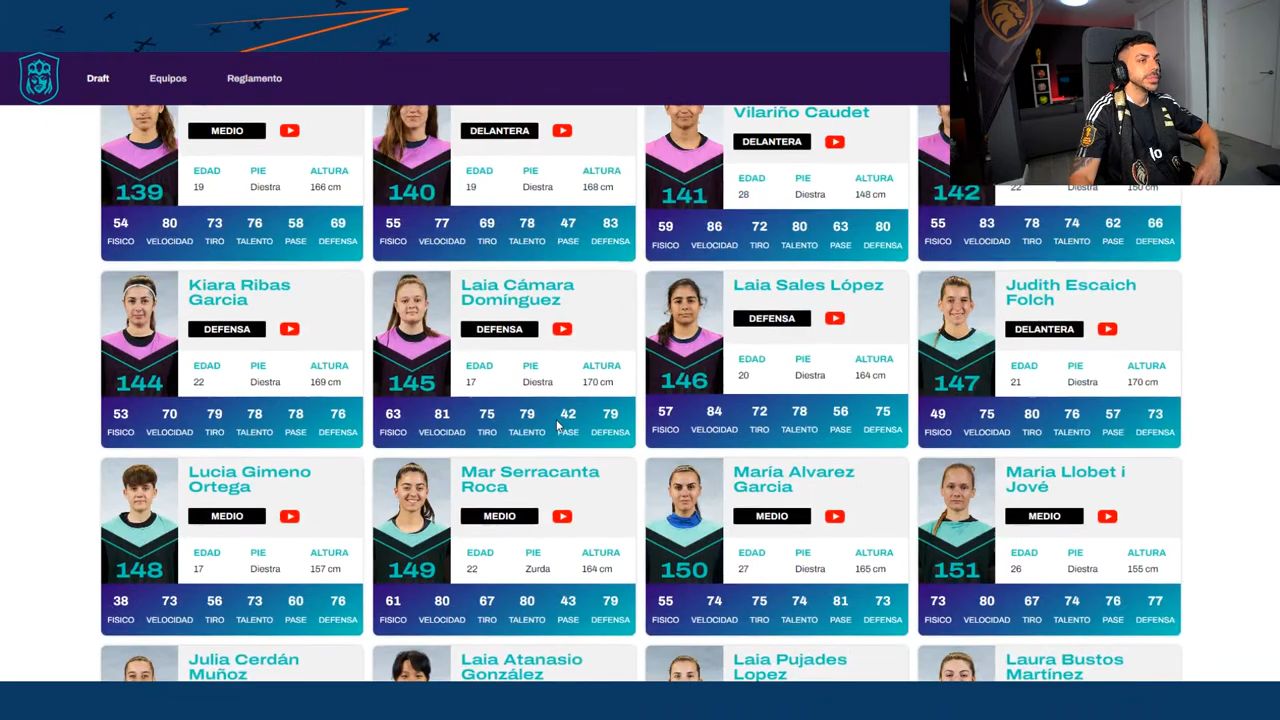 Draft
Equipos
Reglamento
139
MEDIO
EDAD PIE ALTURA
19 Diestra 166 cm
54 80 73 76 58 69
FISICO VELOCIDAD TIRO TALENTO PASE DEFENSA
140
DELANTERA
EDAD PIE ALTURA
19 Diestra 168 cm
55 77 69 78 47 83
FISICO VELOCIDAD TIRO TALENTO PASE DEFENSA
Vilariño Caudet
141
DELANTERA
EDAD PIE ALTURA
28 Diestra 148 cm
59 86 72 80 63 80
FISICO VELOCIDAD TIRO TALENTO PASE DEFENSA
142
22 Diestra 150 cm
55 83 78 74 62 66
FISICO VELOCIDAD TIRO TALENTO PASE DEFENSA
Kiara Ribas
Garcia
144
DEFENSA
EDAD PIE ALTURA
22 Diestra 169 cm
53 70 79 78 78 76
FISICO VELOCIDAD TIRO TALENTO PASE DEFENSA
Laia Cámara
Domínguez
145
DEFENSA
EDAD PIE ALTURA
17 Diestra 170 cm
63 81 75 79 42 79
FISICO VELOCIDAD TIRO TALENTO PASE DEFENSA
Laia Sales López
146
DEFENSA
EDAD PIE ALTURA
20 Diestra 164 cm
57 84 72 78 56 75
FISICO VELOCIDAD TIRO TALENTO PASE DEFENSA
Judith Escaich
Folch
147
DELANTERA
EDAD PIE ALTURA
21 Diestra 170 cm
49 75 80 76 57 73
FISICO VELOCIDAD TIRO TALENTO PASE DEFENSA
Lucia Gimeno
Ortega
148
MEDIO
EDAD PIE ALTURA
17 Diestra 157 cm
38 73 56 73 60 76
FISICO VELOCIDAD TIRO TALENTO PASE DEFENSA
Mar Serracanta
Roca
149
MEDIO
EDAD PIE ALTURA
22 Zurda 164 cm
61 80 67 80 43 79
FISICO VELOCIDAD TIRO TALENTO PASE DEFENSA
María Alvarez
Garcia
150
MEDIO
EDAD PIE ALTURA
27 Diestra 165 cm
55 74 75 74 81 73
FISICO VELOCIDAD TIRO TALENTO PASE DEFENSA
Maria Llobet i
Jové
151
MEDIO
EDAD PIE ALTURA
26 Diestra 155 cm
73 80 67 74 76 77
FISICO VELOCIDAD TIRO TALENTO PASE DEFENSA
Julia Cerdán
Muñoz
Laia Atanasio
González
Laia Pujades
Lopez
Laura Bustos
Martínez